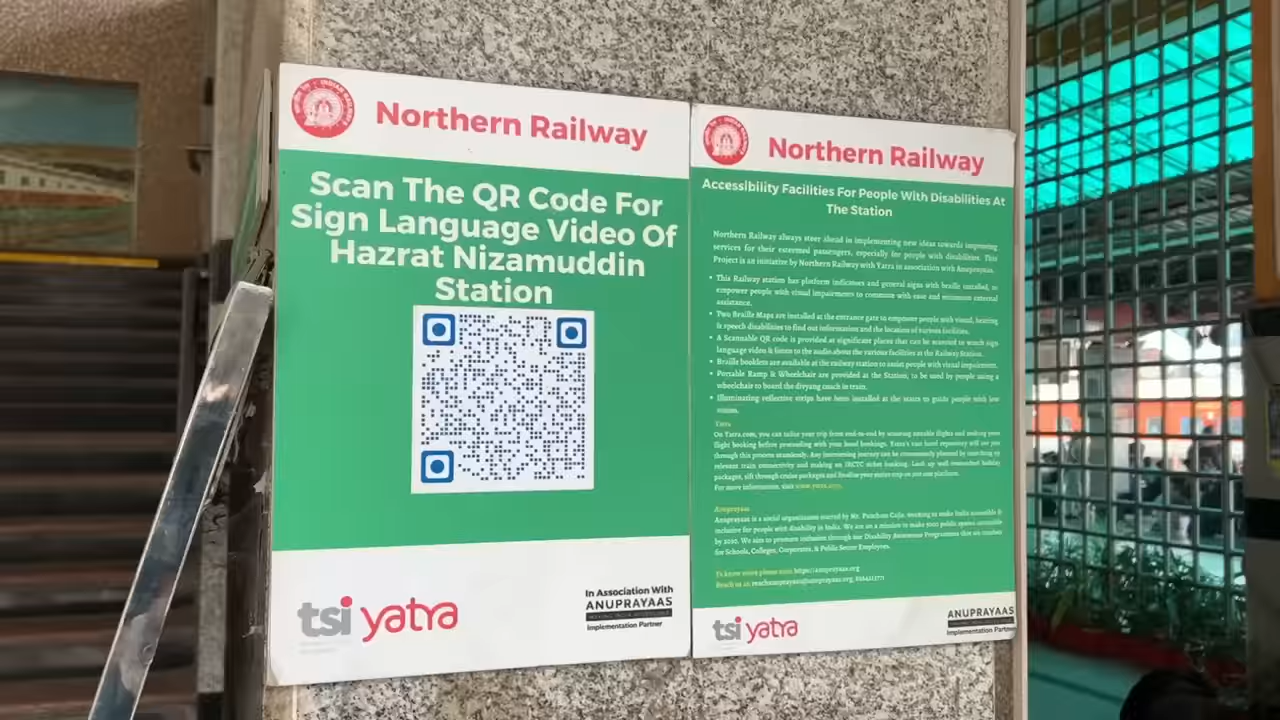 Northern Railway
Scan The QR Code For
Sign Language Video Of
Hazrat Nizamuddin
Station
tsi yatra
In Association With
ANUPRAYAAS
Implementation Partner
Northern Railway
Accessibility Facilities For People With Disabilities At
The Station
Northern Railway always steer ahead in implementing new ideas towards improving
services for their esteemed passengers, especially for people with disabilities. This
Project is an initiative by Northern Railway with Yatra in association with Anuprayaas.
• This Railway station has platform indicators and general signs with braille installed, to
empower people with visual impairments to commute with ease and minimum external
assistance.
• Two Braille Maps are installed at the entrance gate to empower people with visual, hearing
& speech disabilities to find out information and the location of various facilities.
• A Scannable QR code is provided at significant places that can be scanned to watch sign
language video & listen to the audio about the various facilities at the Railway Station.
• Braille booklets are available at the railway station to assist people with visual impairment.
• Portable Ramp & Wheelchair are provided at the Station, to be used by people using a
wheelchair to board the divyang coach in train.
• Illuminating reflective strips have been installed at the stairs to guide people with low
vision.
Yatra
On Yatra.com, you can tailor your trip from end-to-end by scanning suitable flights and making your
flight booking before proceeding with your hotel bookings. Yatra's vast hotel repository will see you
through this process seamlessly. Any interesting journey can be conveniently planned by searching up
relevant train connectivity and making an IRCTC ticket booking. Look up well researched holiday
packages, sift through cruise packages and finalise your entire trip on just one platform.
For more information, visit www.yatra.com.
Anuprayaas
Anuprayaas is a social organization started by Mr. Panchan Cajla, working to make India accessible &
inclusive for people with disability in India. We are on a mission to make 1000 public spaces accessible
by 2030. We aim to promote inclusion through our Disability Awareness Programmes that we conduct
for Schools, Colleges, Corporates, & Public Sector Employees.
To know more please visit https://anuprayaas.org
Reach us at reachanuprayaas@anuprayaas.org,
tsi yatra
ANUPRAYAAS
Implementation Partner